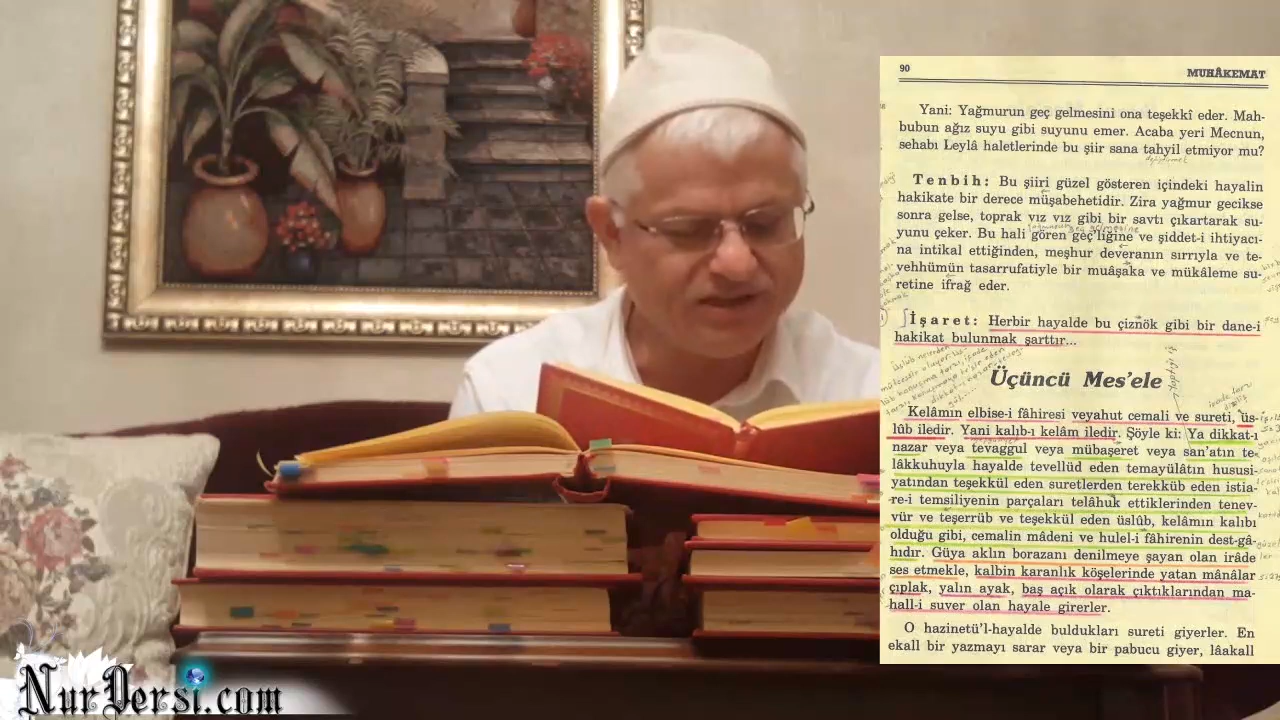 90
MUHÂKEMAT
Yani: Yağmurun geç gelmesini ona teşekkî eder. Mah-
bubun ağız suyu gibi suyunu emer. Acaba yeri Mecnun,
sehabı Leylâ haletlerinde bu şiir sana tahyil etmiyor mu?
Tenbih: Bu şiiri güzel gösteren içindeki hayalin
hakikate bir derece müşabehetidir. Zira yağmur gecikse
sonra gelse, toprak vız vız gibi bir savtı çıkartarak su-
yunu çeker. Bu hali gören geç'liğine ve şiddet-i ihtiyacı-
na intikal ettiğinden, meşhur deveranın sırrıyla ve te-
vehhümün tasarrufatiyle bir muâşaka ve mükâleme su-
retine ifrağ eder.
İşaret: Herbir hayalde bu çiznök gibi bir dane-i
hakikat bulunmak şarttır...
Üçüncü Mes'ele
Kelâmın elbise-i fâhiresi veyahut cemali ve sureti, üs-
lûb iledir. Yani kalıb-ı kelâm iledir. Şöyle ki: Ya dikkat-ı
nazar veya tevaggul veya mübaşeret veya san'atın te-
lâkkuhuyla hayalde tevellüd eden temayülâtın hususi-
yatından teşekkül eden suretlerden terekküb eden istia-
re-i temsiliyenin parçaları telâhuk ettiklerinden tenev-
vür ve teşerrüb ve teşekkül eden üslûb, kelâmın kalıbı
olduğu gibi, cemalin mâdeni ve hulel-i fâhirenin dest-gâ-
hıdır. Güya aklın borazanı denilmeye şayan olan irâde
ses etmekle, kalbin karanlık köşelerinde yatan mânâlar
çıplak, yalın ayak, baş açık olarak çıktıklarından ma-
hall-i suver olan hayale girerler.
O hazinetü'l-hayalde buldukları sureti giyerler. En
ekall bir yazmayı sarar veya bir pabucu giyer, lâakall
NurDersi.com